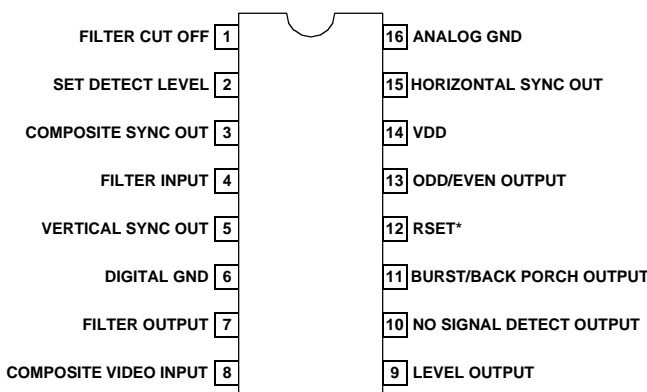 FILTER CUT OFF 1 16 ANALOG GND
SET DETECT LEVEL 2 15 HORIZONTAL SYNC OUT
COMPOSITE SYNC OUT 3 14 VDD
FILTER INPUT 4 13 ODD/EVEN OUTPUT
VERTICAL SYNC OUT 5 12 RSET*
DIGITAL GND 6 11 BURST/BACK PORCH OUTPUT
FILTER OUTPUT 7 10 NO SIGNAL DETECT OUTPUT
COMPOSITE VIDEO INPUT 8 9 LEVEL OUTPUT